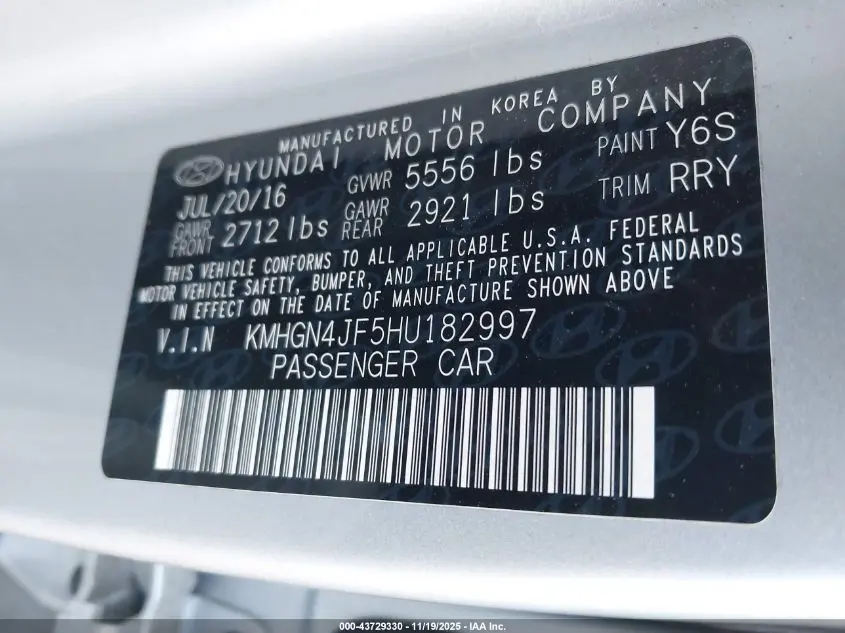 MANUFACTURED IN KOREA BY
HYUNDAI MOTOR COMPANY
JUL/20/16 GVWR 5556 lbs PAINT Y6S
GAWR FRONT 2712 lbs GAWR REAR 2921 lbs TRIM RRY
THIS VEHICLE CONFORMS TO ALL APPLICABLE U.S.A. FEDERAL
MOTOR VEHICLE SAFETY, BUMPER, AND THEFT PREVENTION STANDARDS
IN EFFECT ON THE DATE OF MANUFACTURE SHOWN ABOVE
V.I.N KMHGN4JF5HU182997
PASSENGER CAR
000-43729330 - 11/19/2025 - IAA Inc.